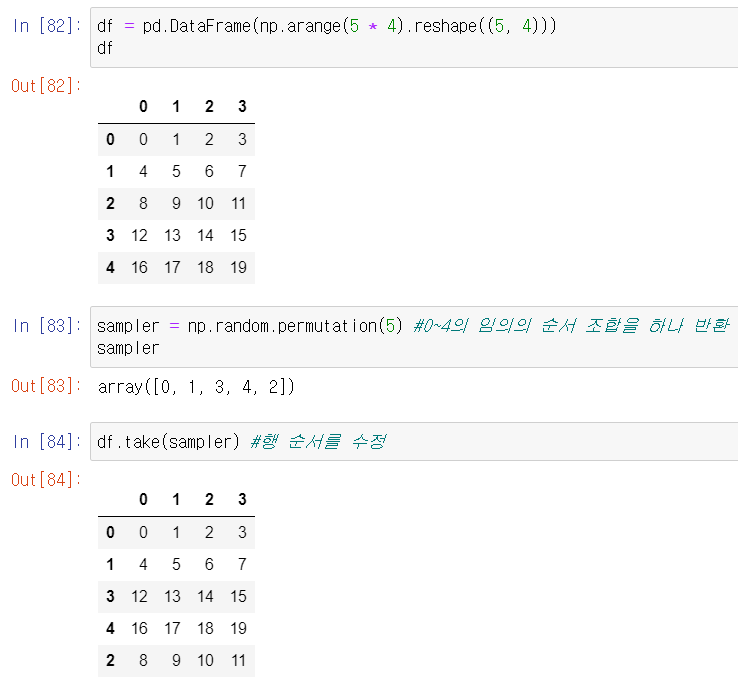 In [82]: df = pd.DataFrame(np.arange(5 * 4).reshape((5, 4)))
df
Out[82]:
0 1 2 3
0 0 1 2 3
1 4 5 6 7
2 8 9 10 11
3 12 13 14 15
4 16 17 18 19
In [83]: sampler = np.random.permutation(5) #0~4의 임의의 순서 조합을 하나 반환
sampler
Out[83]: array([0, 1, 3, 4, 2])
In [84]: df.take(sampler) #행 순서를 수정
Out[84]:
0 1 2 3
0 0 1 2 3
1 4 5 6 7
3 12 13 14 15
4 16 17 18 19
2 8 9 10 11